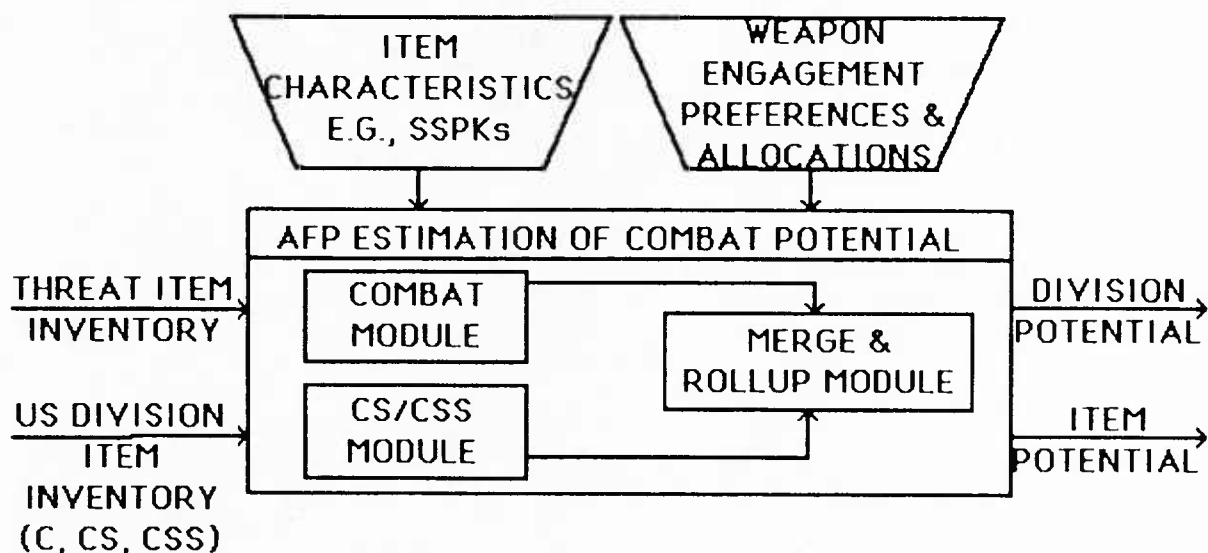 ITEM
CHARACTERISTICS
E.G., SSPKs
WEAPON
ENGAGEMENT
PREFERENCES &
ALLOCATIONS
AFP ESTIMATION OF COMBAT POTENTIAL
THREAT ITEM
INVENTORY
US DIVISION
ITEM
INVENTORY
(C, CS, CSS)
COMBAT
MODULE
CS/CSS
MODULE
MERGE &
ROLLUP MODULE
DIVISION
POTENTIAL
ITEM
POTENTIAL